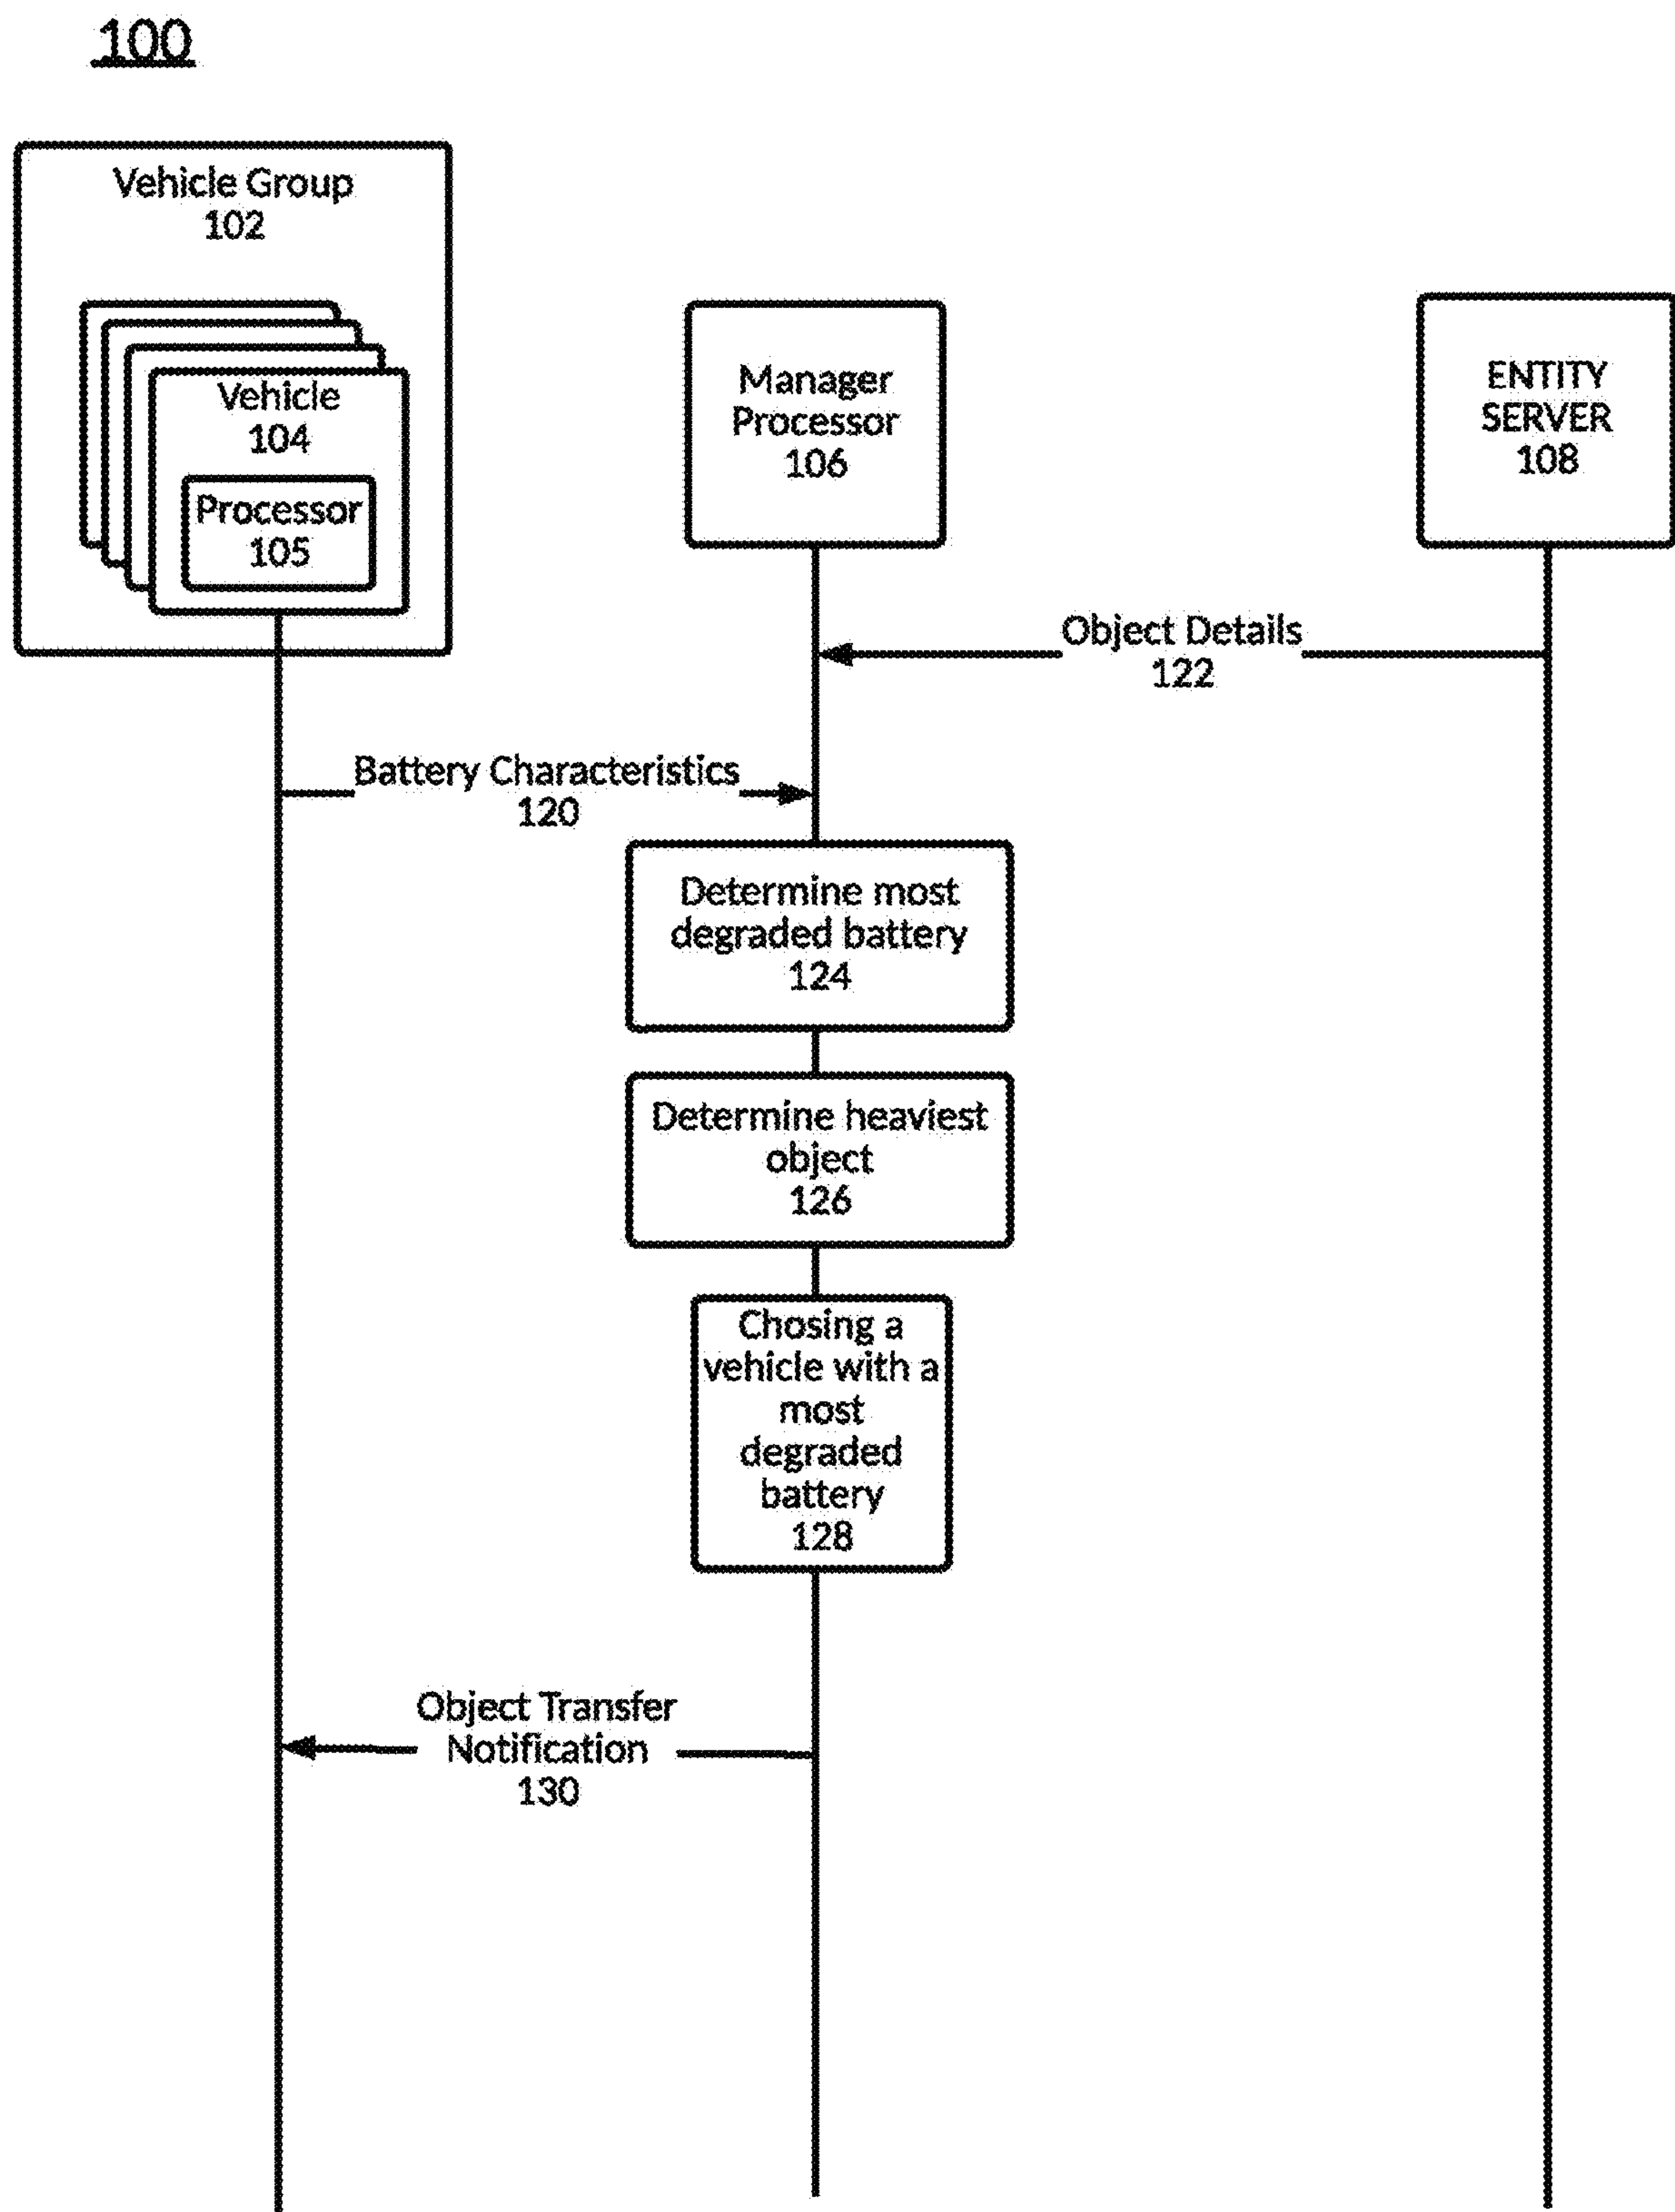 100
Vehicle Group
102
Vehicle
104
Processor
105
Manager
Processor
106
ENTITY
SERVER
108
Object Details
122
Battery Characteristics
120
Determine most
degraded battery
124
Determine heaviest
object
126
Chosing a
vehicle with a
most
degraded
battery
128
Object Transfer
Notification
130